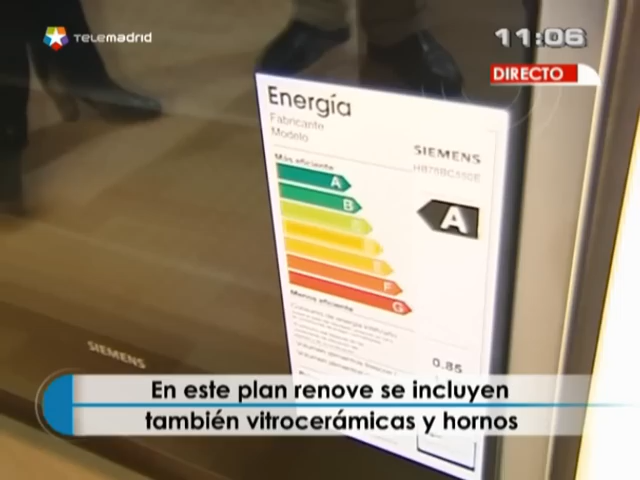 TELEMADRID
11:06
DIRECTO
Energía
Fabricante
Modelo
SIEMENS
Más eficiente
A
A
B
F
G
Menos eficiente
0.85
SIEMENS
En este plan renove se incluyen
también vitrocerámicas y hornos